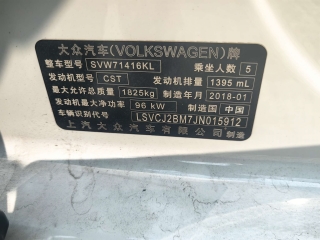 大众汽车(VOLKSWAGEN)牌
整车型号 SVW71416KL 乘坐人数 5
发动机型号 CST 发动机排量 1395 mL
最大允许总质量 1825kg 制造年月 2018-01
发动机最大净功率 96 kW 制造国 中国
车辆识别代号 LSVCJ2BM7JN015912
上汽大众汽车有限公司制造